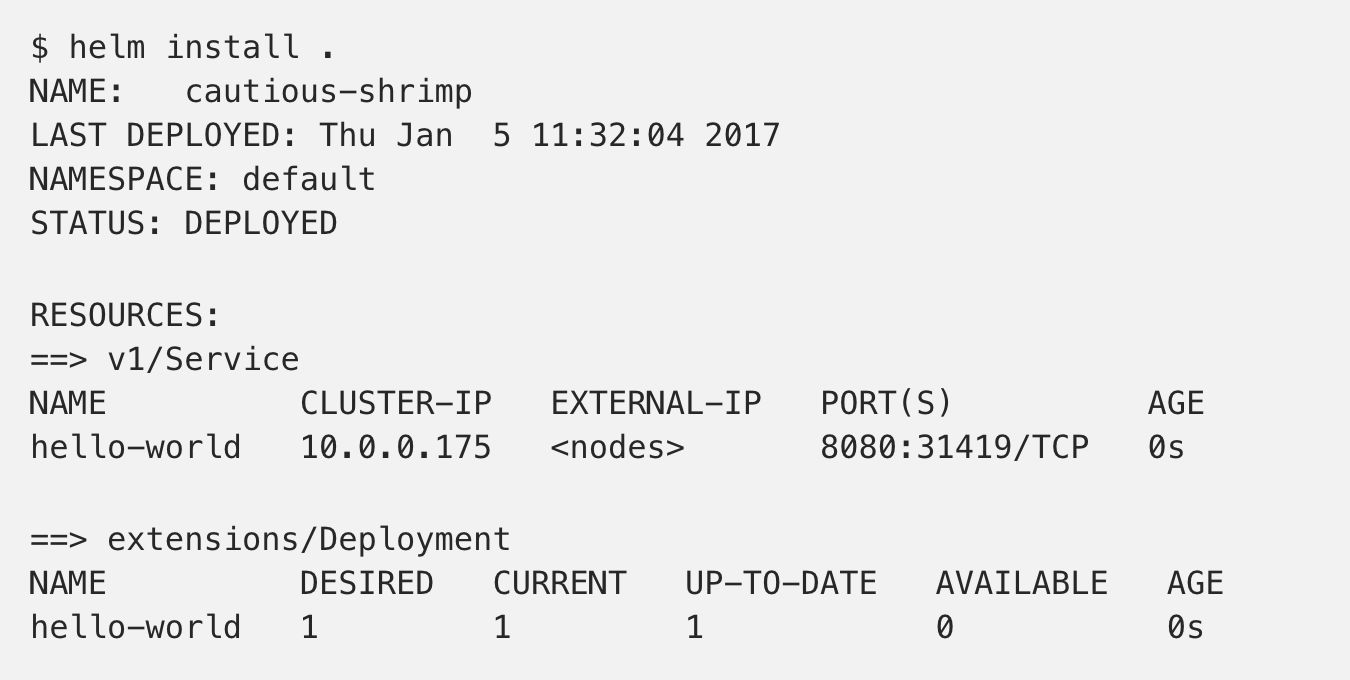 $ helm install .
NAME:   cautious-shrimp
LAST DEPLOYED: Thu Jan  5 11:32:04 2017
NAMESPACE: default
STATUS: DEPLOYED

RESOURCES:
==> v1/Service
NAME          CLUSTER-IP   EXTERNAL-IP   PORT(S)          AGE
hello-world   10.0.0.175   <nodes>       8080:31419/TCP   0s

==> extensions/Deployment
NAME          DESIRED   CURRENT   UP-TO-DATE   AVAILABLE   AGE
hello-world   1         1         1            0           0s